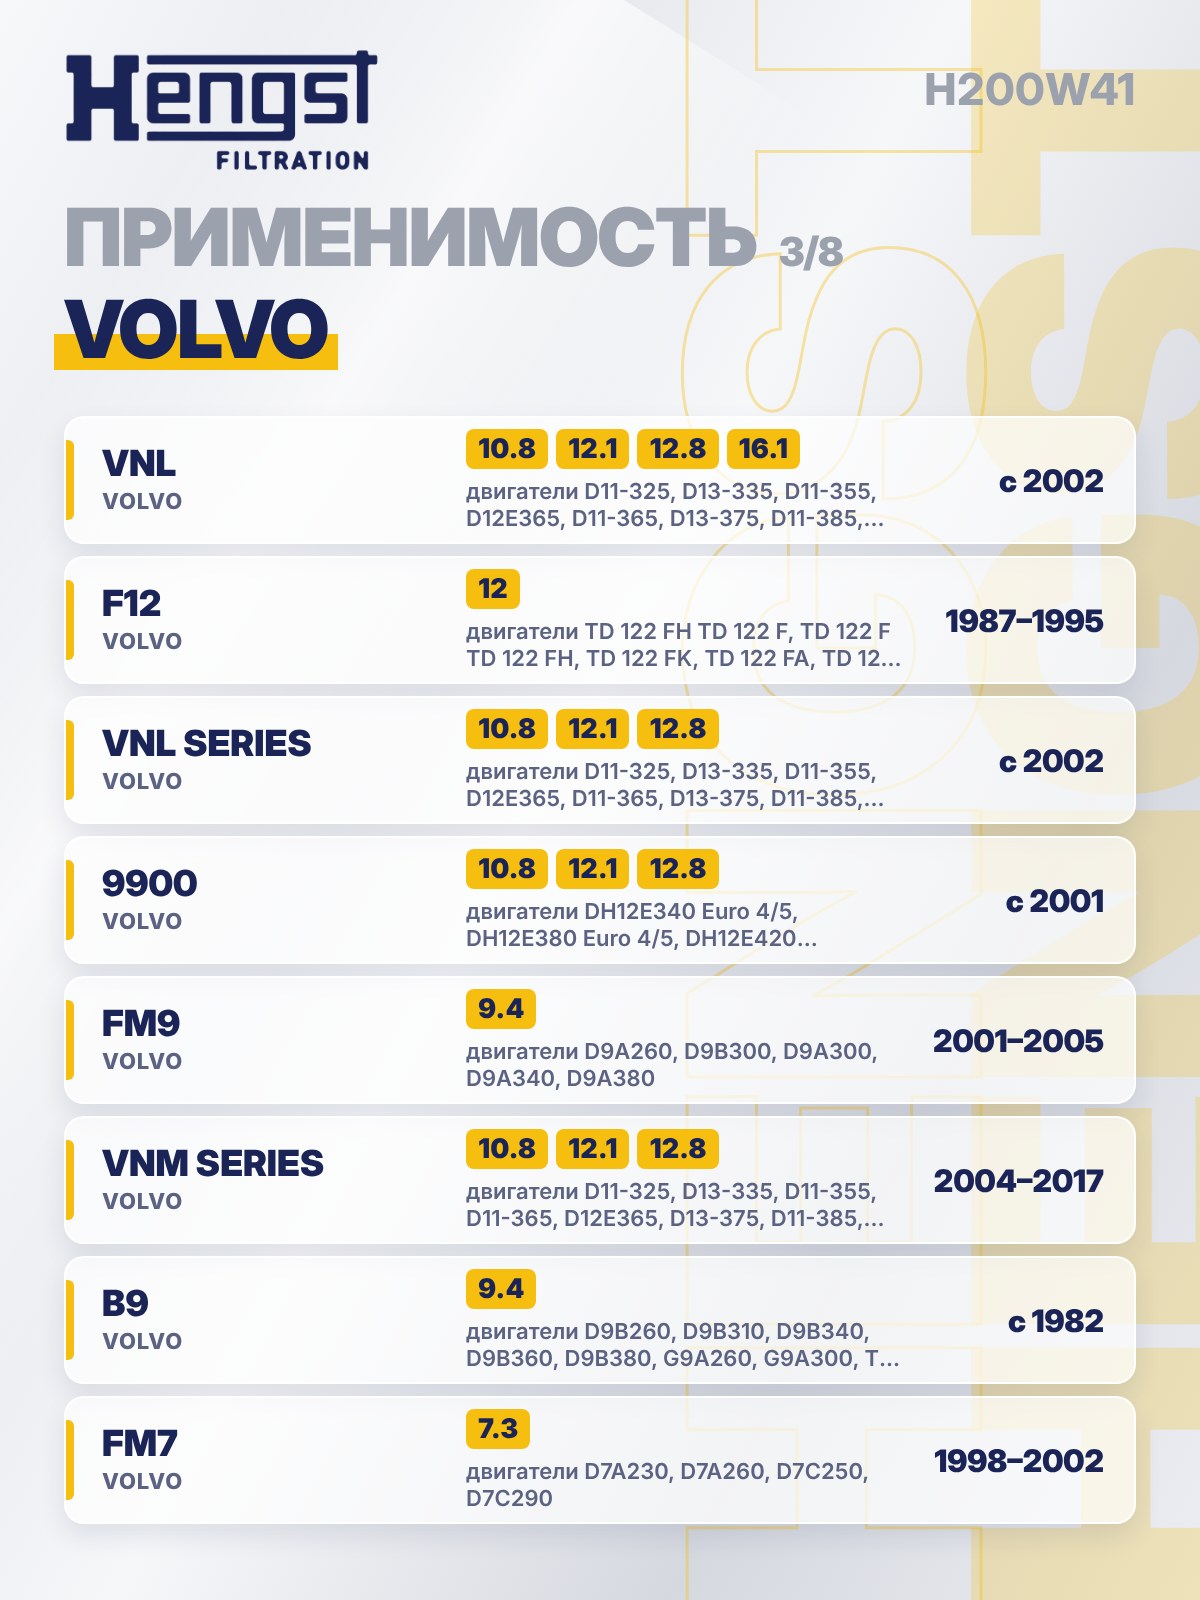 Hengst
FILTRATION
H200W41
ПРИМЕНИМОСТЬ 3/8
VOLVO
VNL
VOLVO
10.8 12.1 12.8 16.1
двигатели D11-325, D13-335, D11-355,
D12E365, D11-365, D13-375, D11-385,...
с 2002
F12
VOLVO
12
двигатели TD 122 FH TD 122 F, TD 122 F
TD 122 FH, TD 122 FK, TD 122 FA, TD 12...
1987–1995
VNL SERIES
VOLVO
10.8 12.1 12.8
двигатели D11-325, D13-335, D11-355,
D12E365, D11-365, D13-375, D11-385,...
с 2002
9900
VOLVO
10.8 12.1 12.8
двигатели DH12E340 Euro 4/5,
DH12E380 Euro 4/5, DH12E420...
с 2001
FM9
VOLVO
9.4
двигатели D9A260, D9B300, D9A300,
D9A340, D9A380
2001–2005
VNM SERIES
VOLVO
10.8 12.1 12.8
двигатели D11-325, D13-335, D11-355,
D11-365, D12E365, D13-375, D11-385,...
2004–2017
B9
VOLVO
9.4
двигатели D9B260, D9B310, D9B340,
D9B360, D9B380, G9A260, G9A300, T...
с 1982
FM7
VOLVO
7.3
двигатели D7A230, D7A260, D7C250,
D7C290
1998–2002
HENGST
HENGST